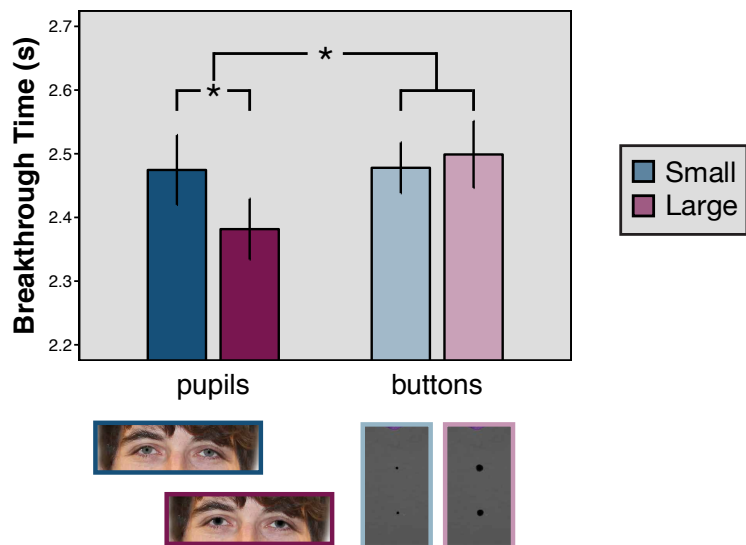 Breakthrough Time (s)
2.7
2.6
2.5
2.4
2.3
2.2
*
*
pupils
buttons
Small
Large